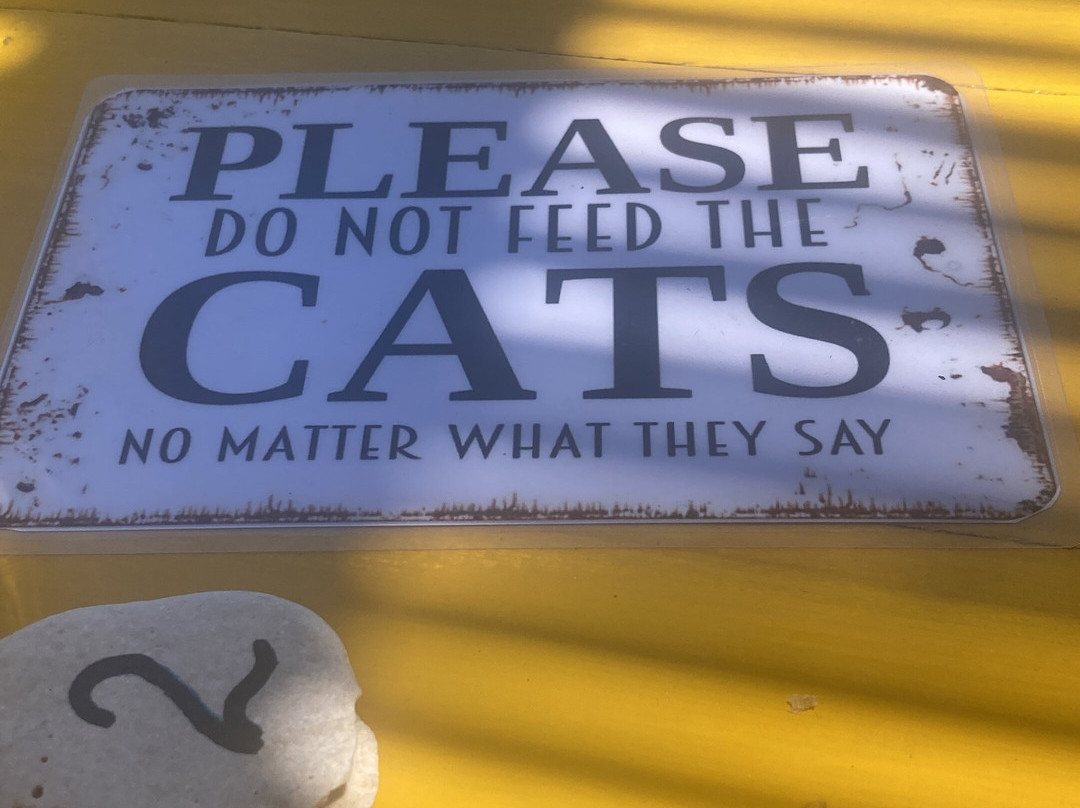 PLEASE
DO NOT FEED THE
CATS
NO MATTER WHAT THEY SAY
2